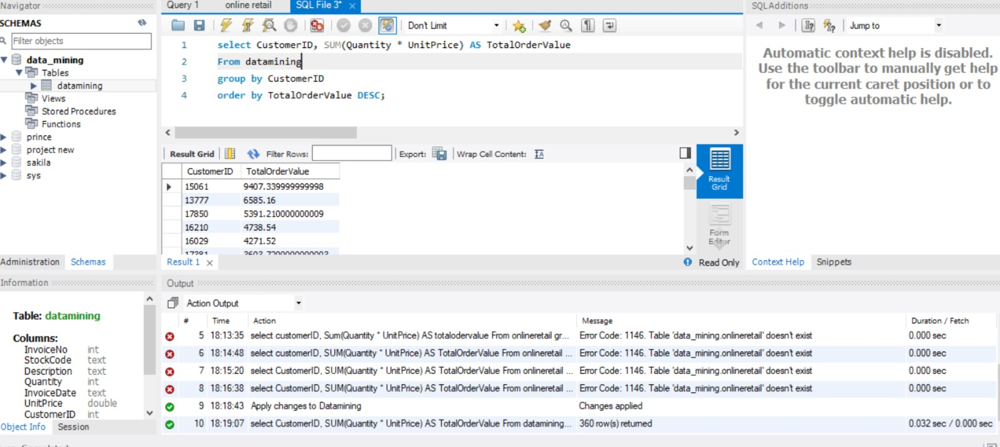 Navigator
SCHEMAS
Filter objects
data_mining
Tables
datamining
Views
Stored Procedures
Functions
prince
project new
sakila
sys
Administration Schemas
Query 1 online retail SQL File 3*
Don't Limit
1 select CustomerID, SUM(Quantity * UnitPrice) AS TotalOrderValue
2 From datamining
3 group by CustomerID
4 order by TotalOrderValue DESC;
Result Grid Filter Rows: Export: Wrap Cell Content:
CustomerID TotalOrderValue
15061 9407.339999999998
13777 6585.16
17850 5391.210000000009
16210 4738.54
16029 4271.52
Result Grid
Form Editor
Result 1 Read Only
SQLAdditions
Jump to
Automatic context help is disabled.
Use the toolbar to manually get help
for the current caret position or to
toggle automatic help.
Context Help Snippets
Information
Table: datamining
Columns:
InvoiceNo int
StockCode text
Description text
Quantity int
InvoiceDate text
UnitPrice double
CustomerID int
Object Info Session
Output
Action Output
# Time Action Message Duration / Fetch
5 18:13:35 select customerID, Sum(Quantity * UnitPrice) AS totalodervalue From onlineretail gr... Error Code: 1146. Table 'data_mining.onlineretail' doesn't exist 0.000 sec
6 18:14:48 select customerID, SUM(Quantity * UnitPrice) AS TotalOrderValue From onlineretail ... Error Code: 1146. Table 'data_mining.onlineretail' doesn't exist 0.000 sec
7 18:15:20 select CustomerID, SUM(Quantity * UnitPrice) AS TotalOrderValue From onlineretail ... Error Code: 1146. Table 'data_mining.onlineretail' doesn't exist 0.000 sec
8 18:16:38 select CustomerID, SUM(Quantity * UnitPrice) AS TotalOrderValue From onlineretail ... Error Code: 1146. Table 'data_mining.onlineretail' doesn't exist 0.000 sec
9 18:18:43 Apply changes to Datamining Changes applied
10 18:19:07 select CustomerID, SUM(Quantity * UnitPrice) AS TotalOrderValue From datamining... 360 row(s) returned 0.032 sec / 0.000 sec